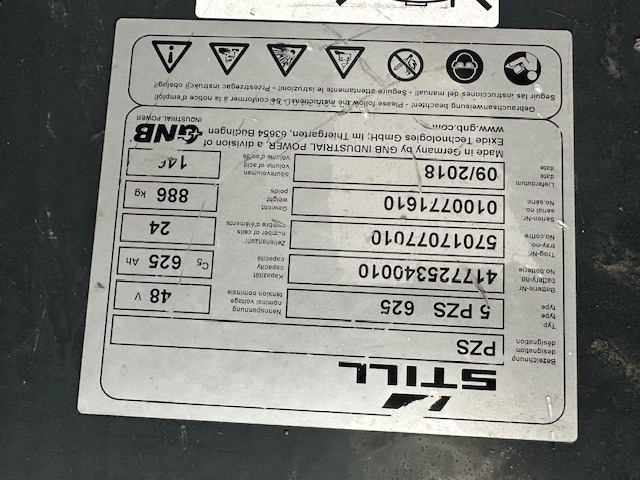 STILL
Bezeichnung
designation
désignation
PZS
Typ
type
type
5 PZS 625
Nennspannung
nominal voltage
tension nominale
48 V
Batterie-Nr
battery-no
No.batterie
417725340010
Kapazität
capacity
capacité
C5 625 Ah
Trog-Nr.
tray-no.
No.coffre
57017077010
Zellenanzahl
number of cells
nombre d'éléments
24
Serien-Nr.
serial no
No.série
0100771610
Gewicht
weight
poids
886 kg
Lieferdatum
date
date
09/2018
Säurevolumen
volume of acid
volume d'acide
Made in Germany by GNB INDUSTRIAL POWER, a division of
Exide Technologies GmbH; Im Thiergarten, 63654 Büdingen
www.gnb.com
GNB
INDUSTRIAL POWER
Gebrauchsanweisung beachten - Please follow the instructions - Se conformer à la notice d'emploi
Seguir las instrucciones del manual - Seguire attentamente le istruzioni - Przestrzegać instrukcji obsługi